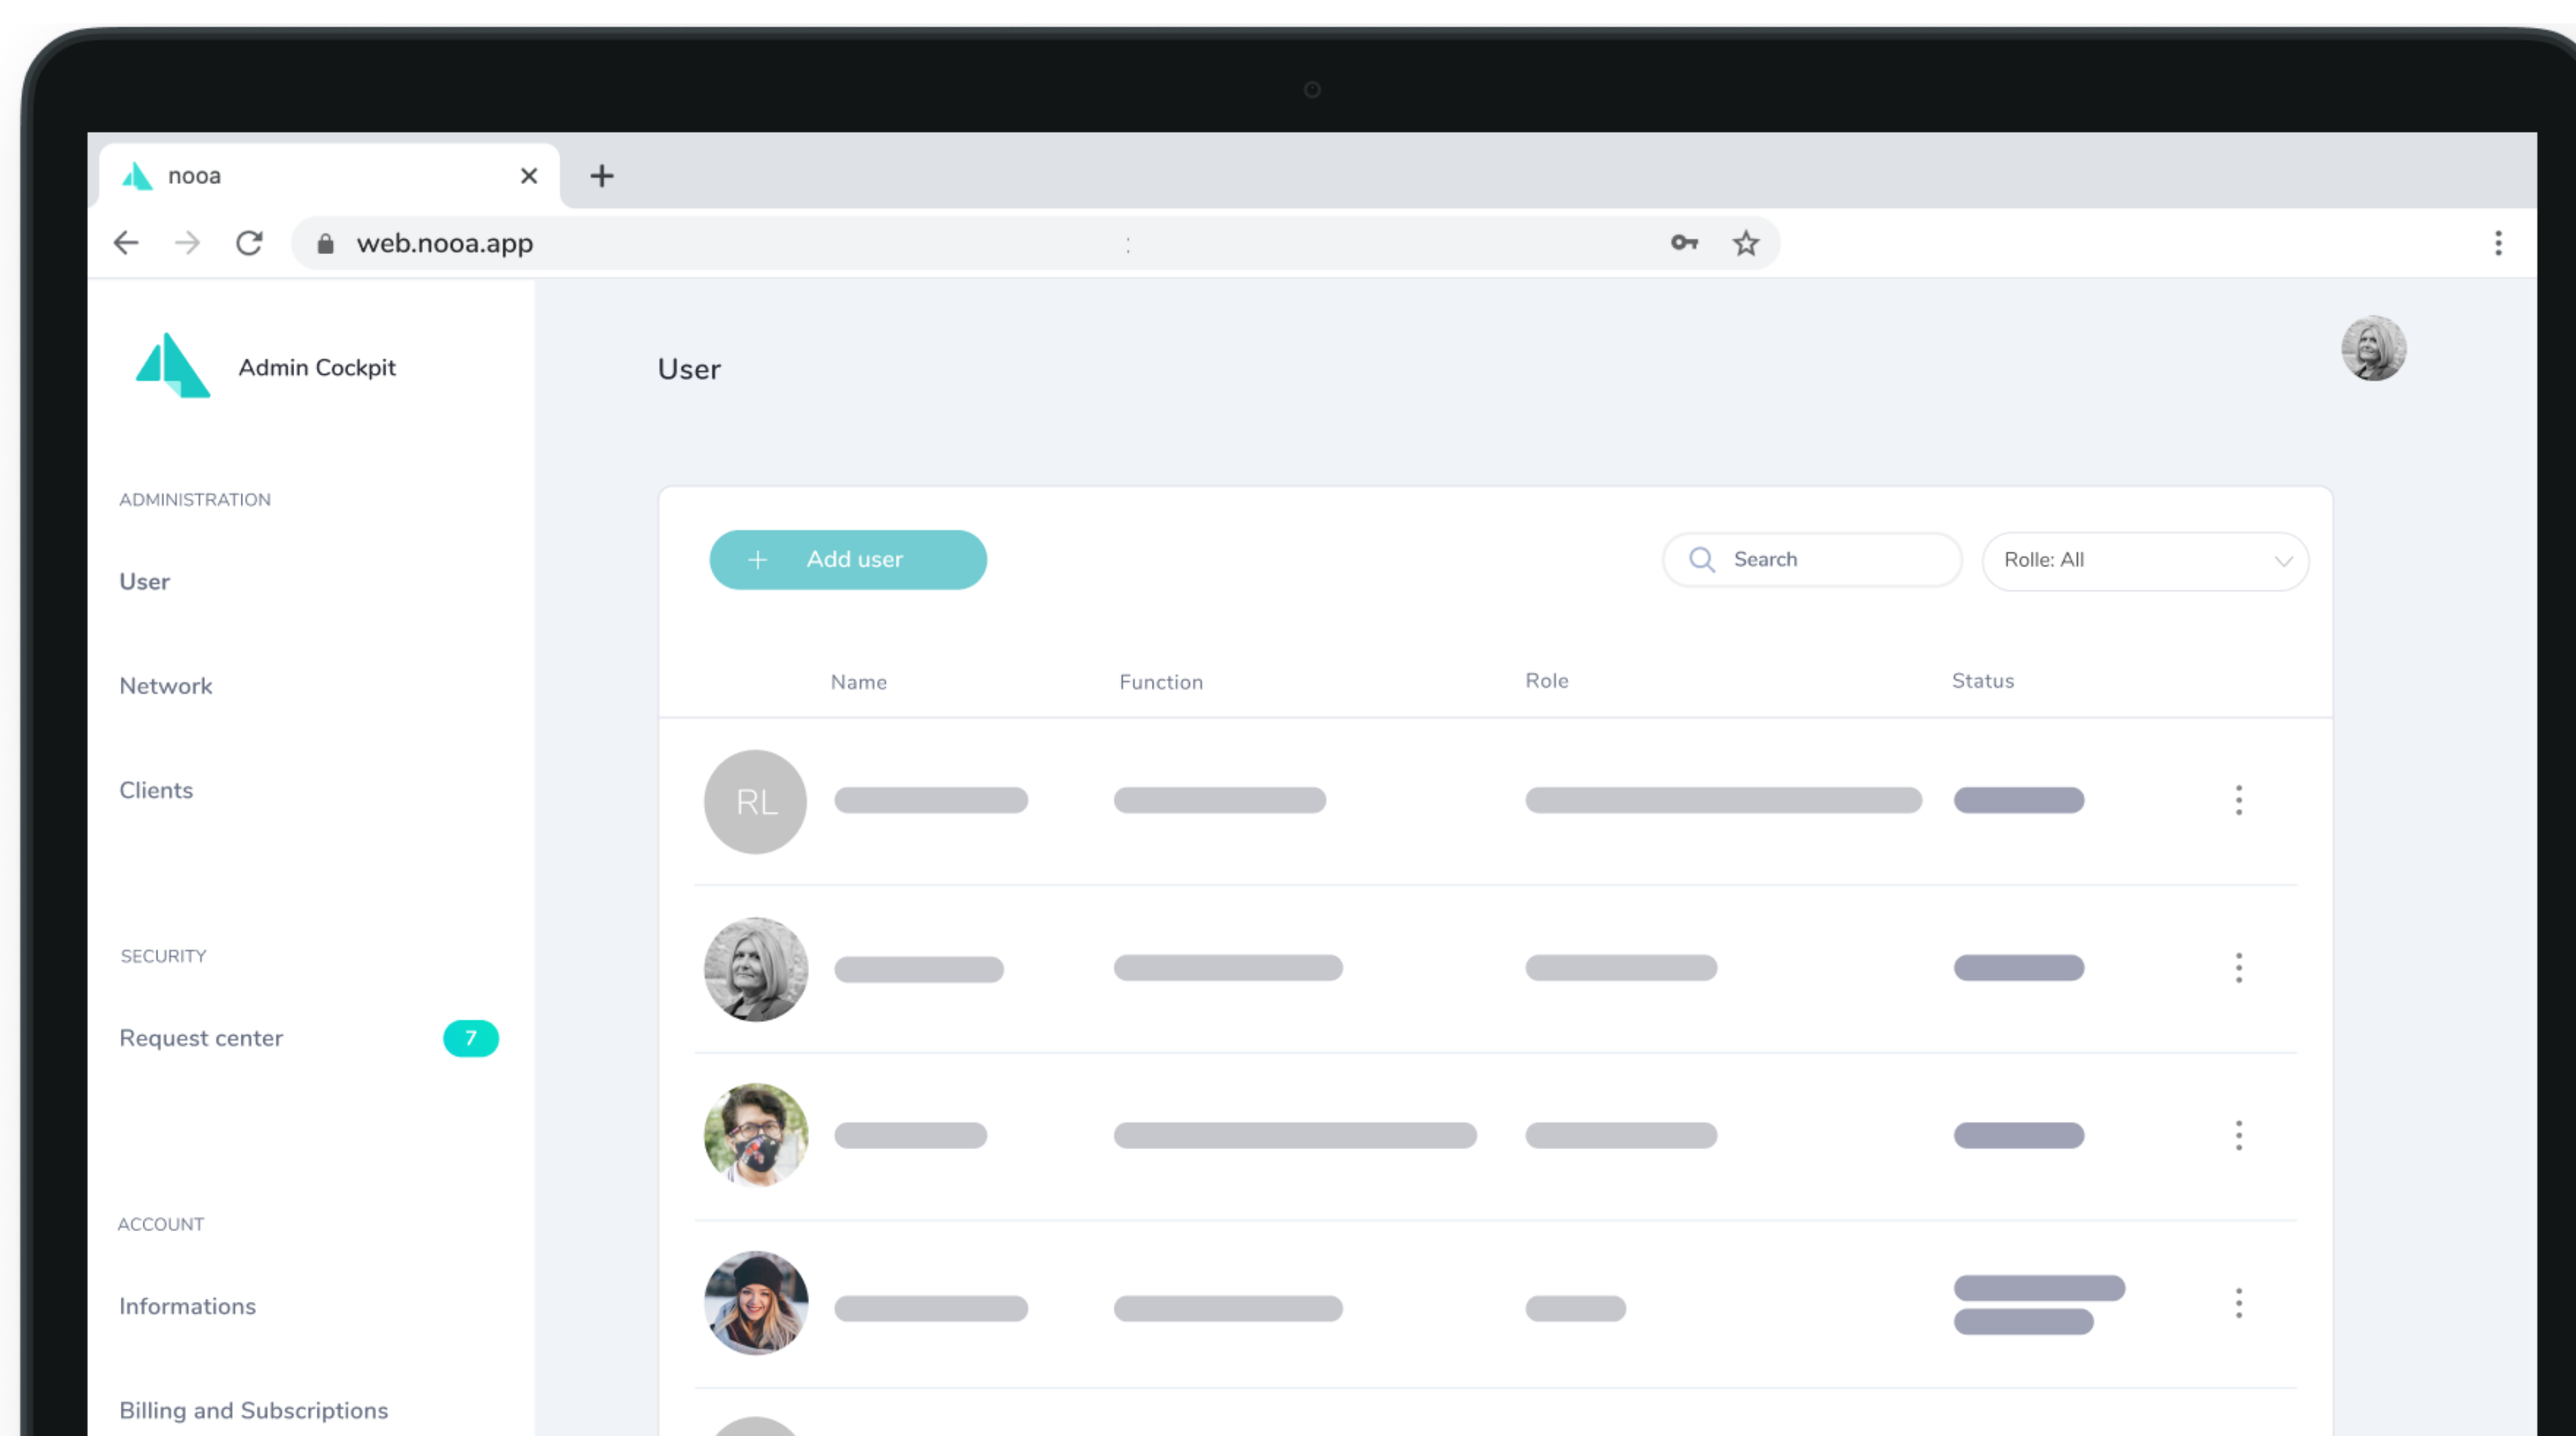 nooa
web.nooa.app
Admin Cockpit
ADMINISTRATION
User
Network
Clients
SECURITY
Request center 7
ACCOUNT
Informations
Billing and Subscriptions
User
+ Add user
Search
Rolle: All
Name Function Role Status
RL